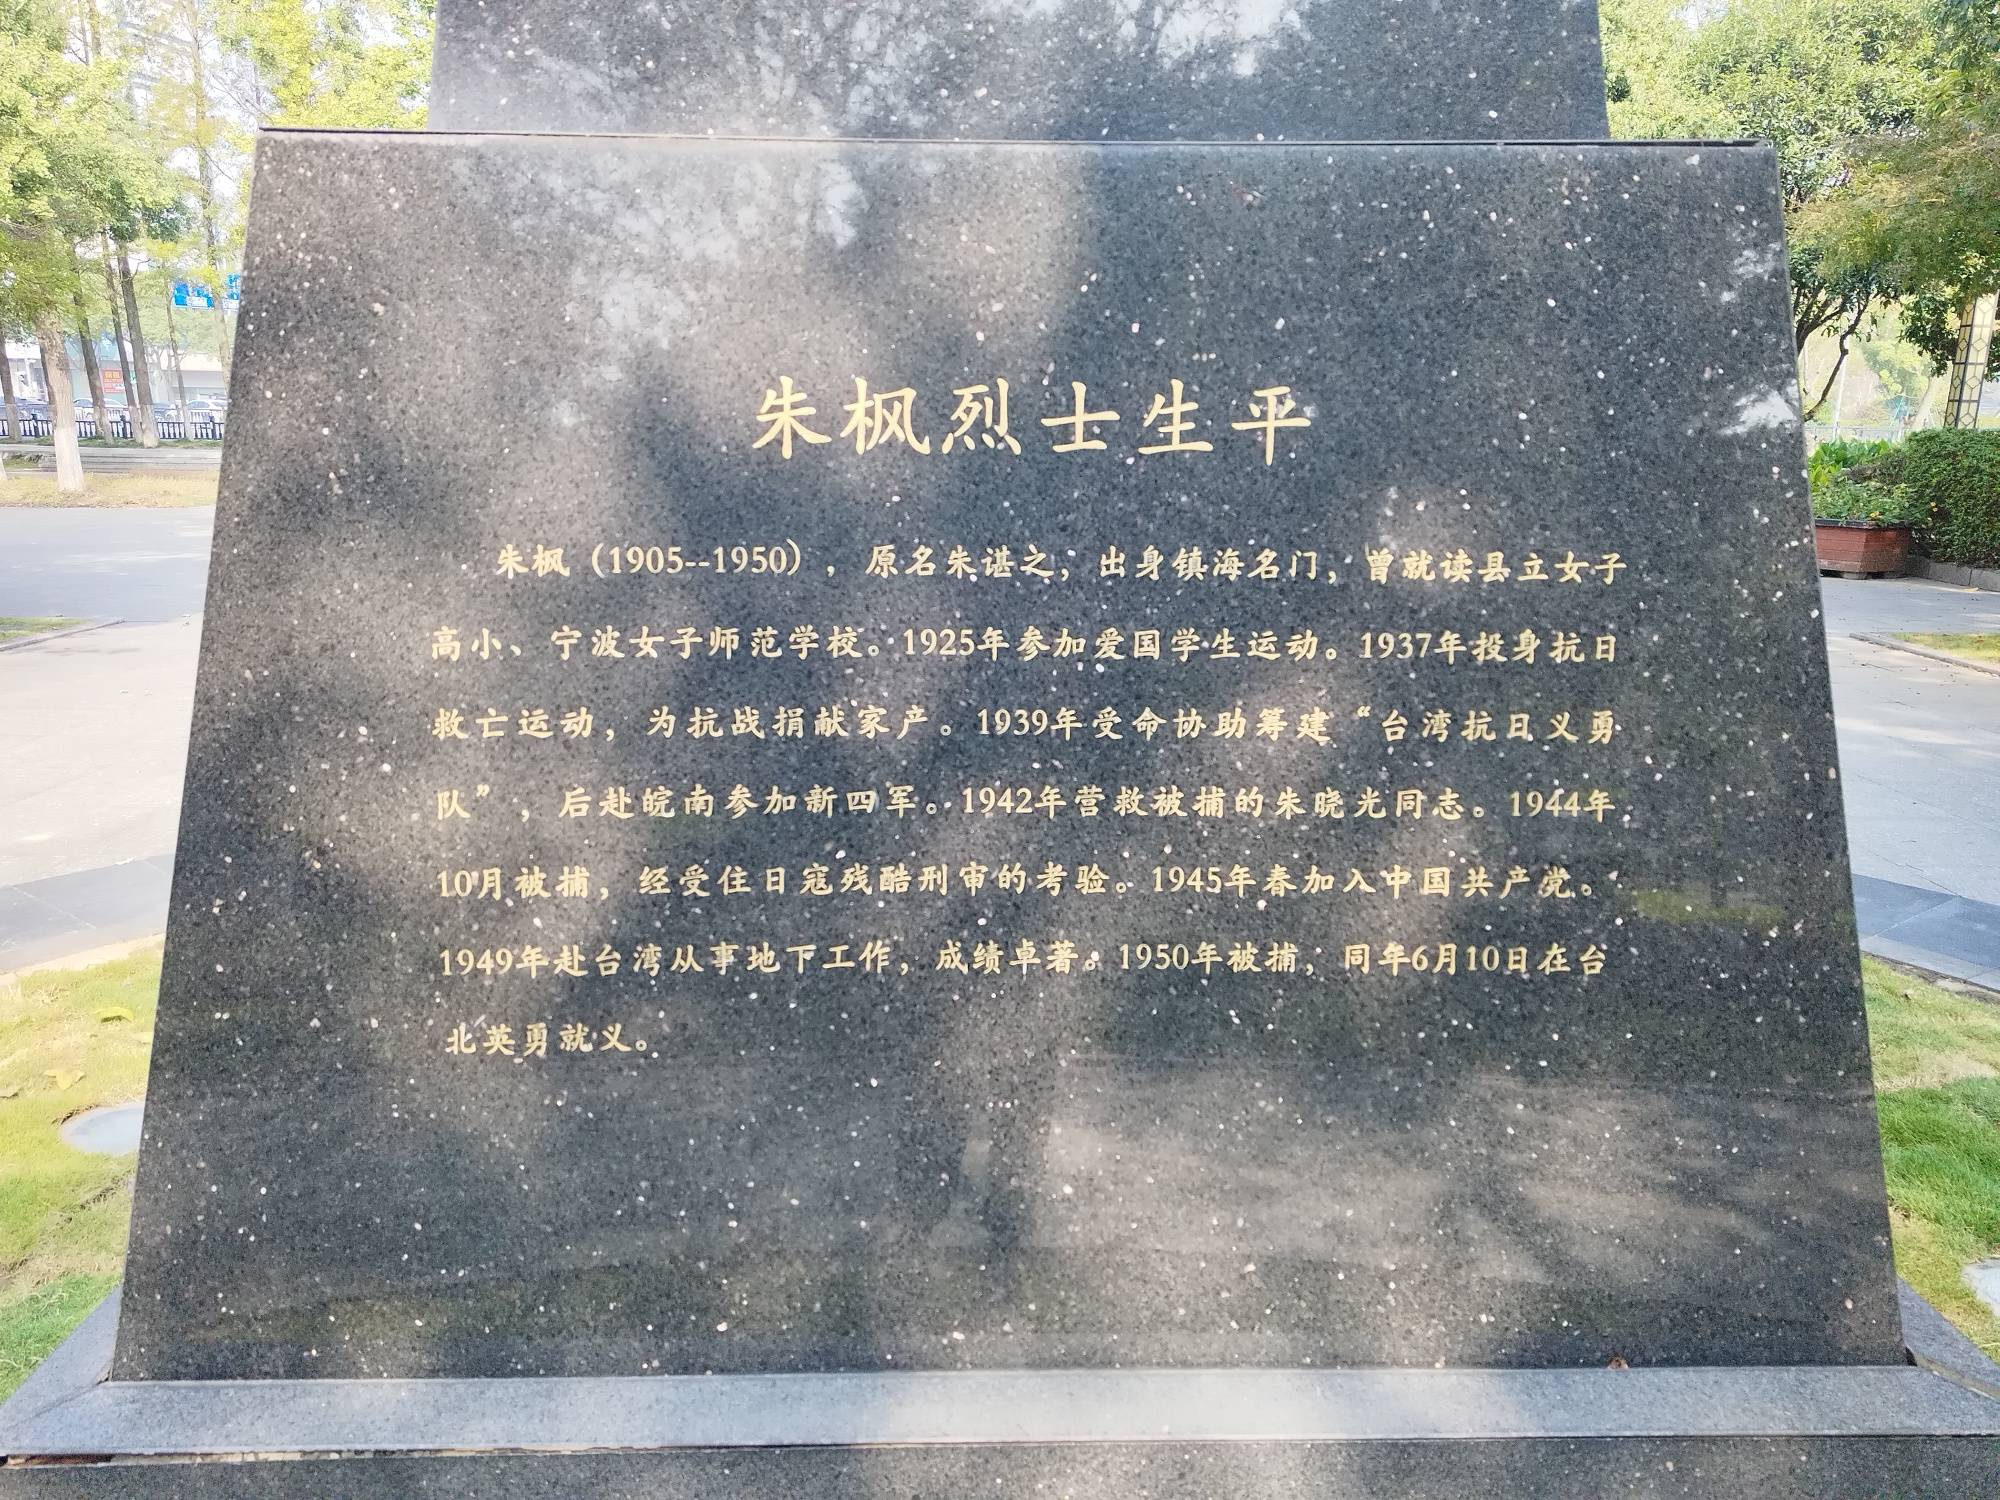 朱枫烈士生平
朱枫（1905--1950），原名朱谌之，出身镇海名门，曾就读县立女子
高小、宁波女子师范学校。1925年参加爱国学生运动。1937年投身抗日
救亡运动，为抗战捐献家产。1939年受命协助筹建“台湾抗日义勇
队”，后赴皖南参加新四军。1942年营救被捕的朱晓光同志。1944年
10月被捕，经受住日寇残酷刑审的考验。1945年春加入中国共产党。
1949年赴台湾从事地下工作，成绩卓著。1950年被捕，同年6月10日在台
北英勇就义。